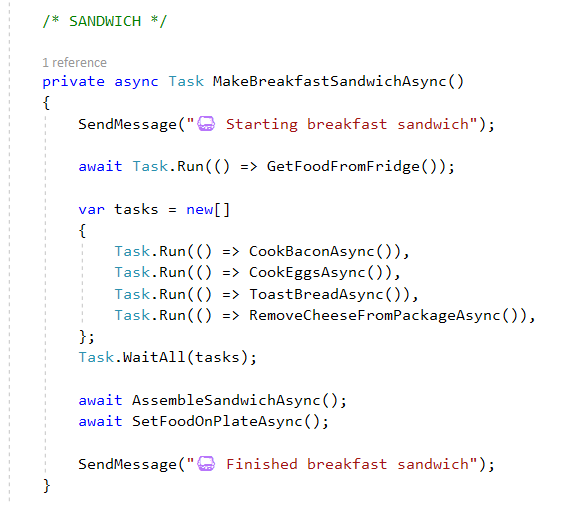 /* SANDWICH */
1 reference
private async Task MakeBreakfastSandwichAsync()
{
SendMessage("🍔 Starting breakfast sandwich");
await Task.Run(() => GetFoodFromFridge());
var tasks = new[]
{
Task.Run(() => CookBaconAsync()),
Task.Run(() => CookEggsAsync()),
Task.Run(() => ToastBreadAsync()),
Task.Run(() => RemoveCheeseFromPackageAsync()),
};
Task.WaitAll(tasks);
await AssembleSandwichAsync();
await SetFoodOnPlateAsync();
SendMessage("🍔 Finished breakfast sandwich");
}